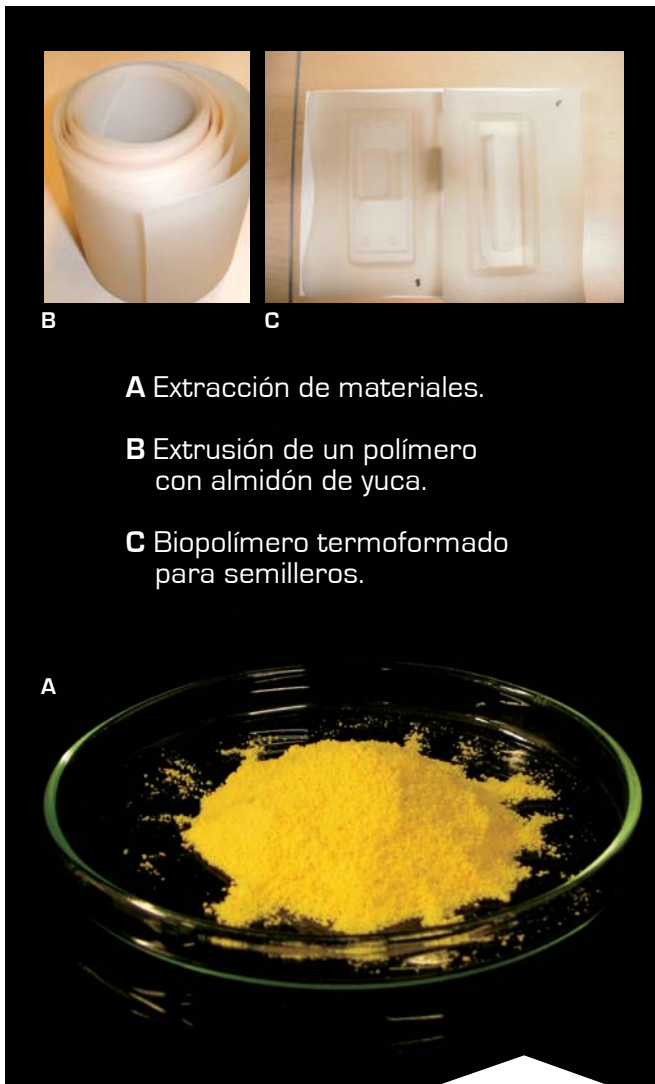 B
C
A Extracción de materiales.
B Extrusión de un polímero
con almidón de yuca.
C Biopolímero termoformado
para semilleros.
A